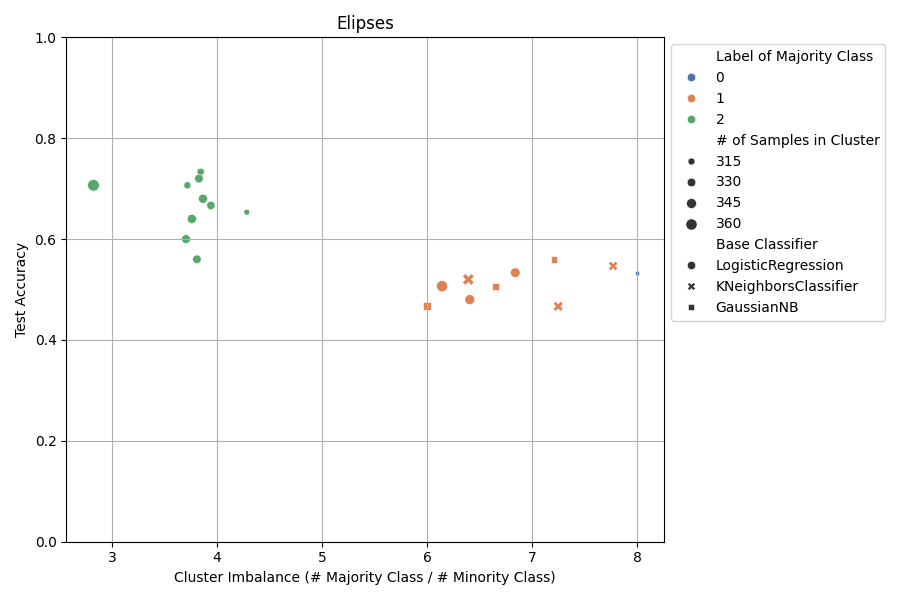 Elipses
Test Accuracy
1.0
0.8
0.6
0.4
0.2
0.0
3 4 5 6 7 8
Cluster Imbalance (# Majority Class / # Minority Class)
Label of Majority Class
0
1
2
# of Samples in Cluster
315
330
345
360
Base Classifier
LogisticRegression
KNeighborsClassifier
GaussianNB